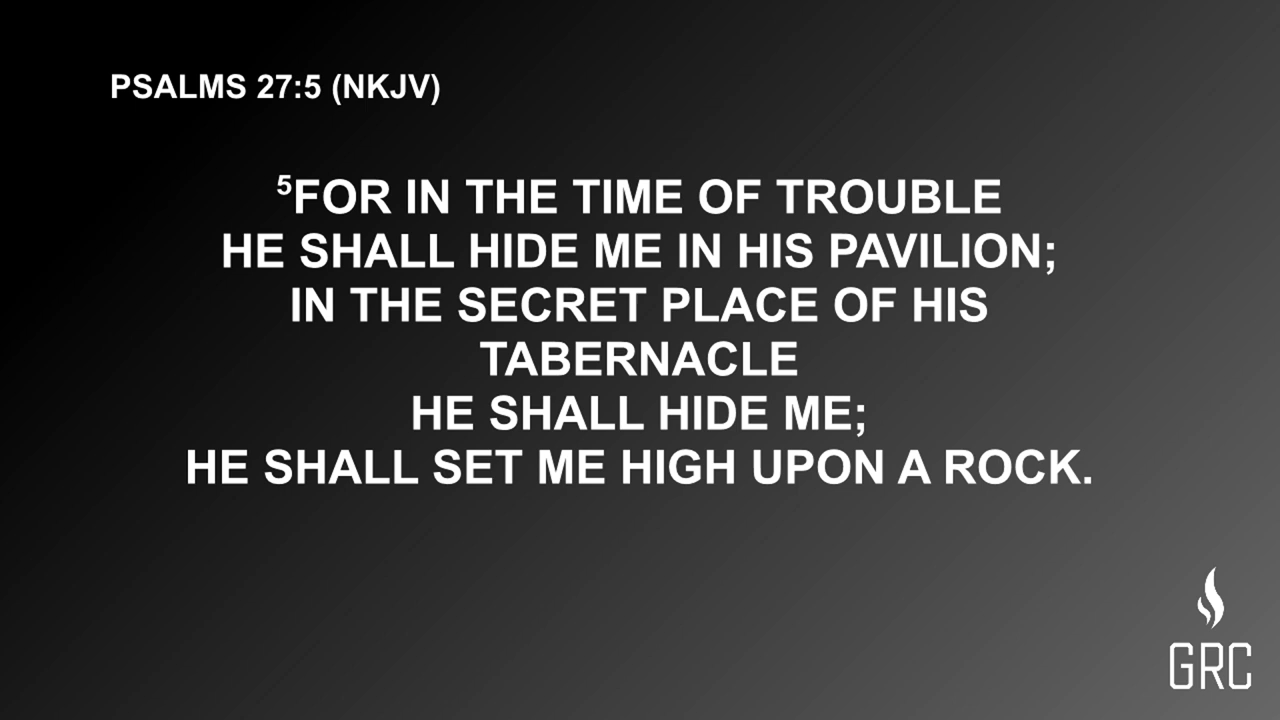 PSALMS 27:5 (NKJV)
⁵FOR IN THE TIME OF TROUBLE
HE SHALL HIDE ME IN HIS PAVILION;
IN THE SECRET PLACE OF HIS
TABERNACLE
HE SHALL HIDE ME;
HE SHALL SET ME HIGH UPON A ROCK.
GRC